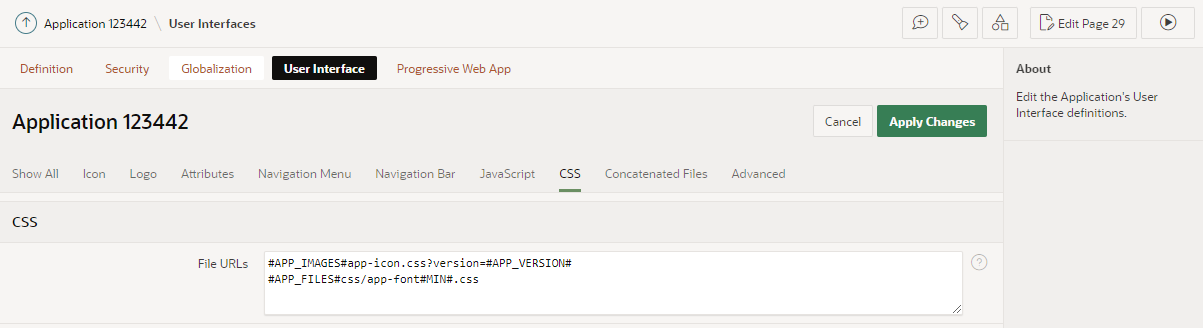 Application 123442 \ User Interfaces
Edit Page 29
Definition Security Globalization User Interface Progressive Web App
About
Edit the Application's User
Interface definitions.
Application 123442
Cancel Apply Changes
Show All Icon Logo Attributes Navigation Menu Navigation Bar JavaScript CSS Concatenated Files Advanced
CSS
File URLs
#APP_IMAGES#app-icon.css?version=#APP_VERSION#
#APP_FILES#css/app-font#MIN#.css
?